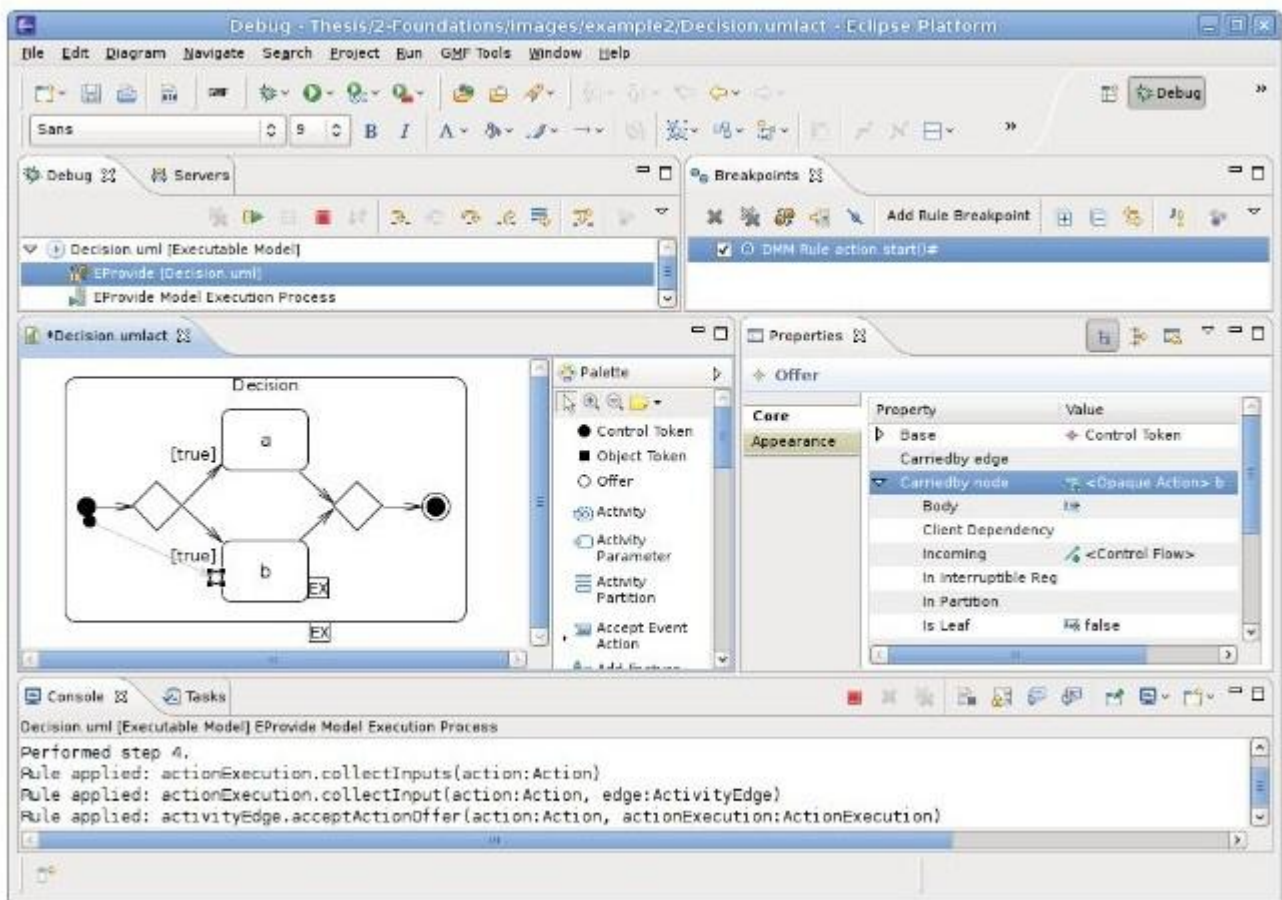 Debug - Thesis/2-Foundations/images/example2/Decision.umlact - Eclipse Platform
File Edit Diagram Navigate Search Project Run GMF Tools Window Help
Debug »
Sans 9 B I A »
Debug Servers
Breakpoints
Add Rule Breakpoint
Decision.uml [Executable Model]
EProvide [Decision.uml]
EProvide Model Execution Process
DMM Rule action.start()#
*Decision.umlact
Properties
Decision
a
[true]
[true]
b
EX
EX
Palette
Control Token
Object Token
Offer
Activity
Activity
Parameter
Activity
Partition
Accept Event
Action
Offer
Core
Appearance
Property Value
Base Control Token
Carriedby edge
Carriedby node <Opaque Action> b
Body
Client Dependency
Incoming <Control Flow>
In Interruptible Reg
In Partition
Is Leaf false
Console Tasks
Decision.uml [Executable Model] EProvide Model Execution Process
Performed step 4.
Rule applied: actionExecution.collectInputs(action:Action)
Rule applied: actionExecution.collectInput(action:Action, edge:ActivityEdge)
Rule applied: activityEdge.acceptActionOffer(action:Action, actionExecution:ActionExecution)